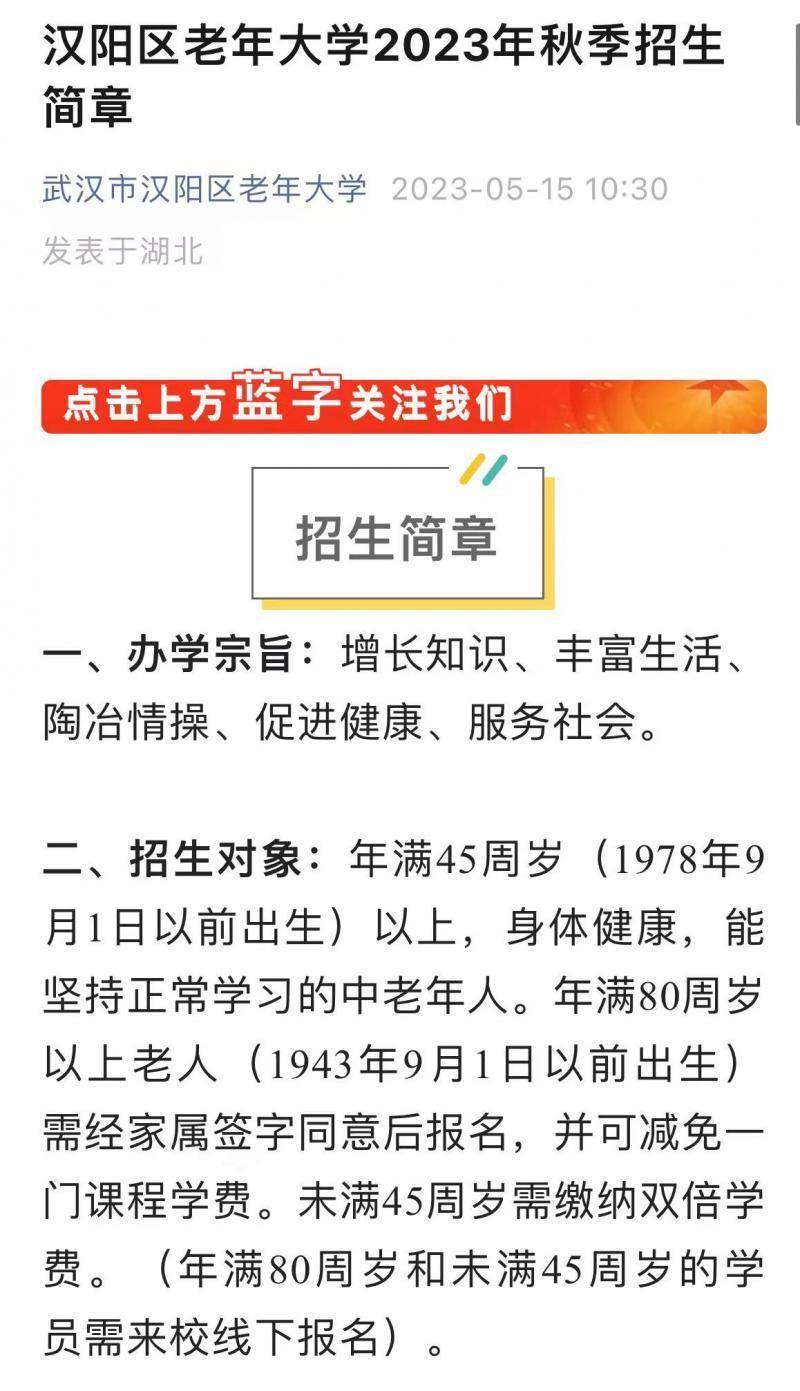 汉阳区老年大学2023年秋季招生
简章
武汉市汉阳区老年大学 2023-05-15 10:30
发表于湖北
点击上方蓝字关注我们
招生简章
一、办学宗旨：增长知识、丰富生活、
陶冶情操、促进健康、服务社会。
二、招生对象：年满45周岁（1978年9
月1日以前出生）以上，身体健康，能
坚持正常学习的中老年人。年满80周岁
以上老人（1943年9月1日以前出生）
需经家属签字同意后报名，并可减免一
门课程学费。未满45周岁需缴纳双倍学
费。（年满80周岁和未满45周岁的学
员需来校线下报名）。